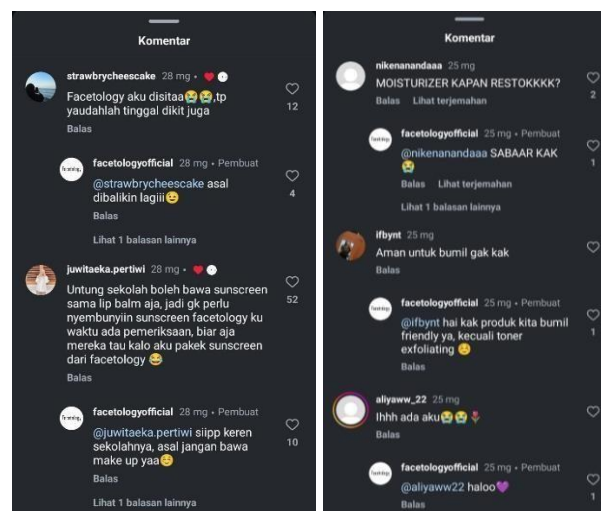 Komentar
strawbrycheescake 28 mg •
Facetology aku disitaa😭😭,tp
yaudahlah tinggal dikit juga
12
Balas
facetologyofficial 28 mg • Pembuat
@strawbrycheescake asal
dibalikin lagiii😉
4
Balas
Lihat 1 balasan lainnya
juwitaeka.pertiwi 28 mg •
Untung sekolah boleh bawa sunscreen
sama lip balm aja, jadi gk perlu
nyembunyiin sunscreen facetology ku
waktu ada pemeriksaan, biar aja
mereka tau kalo aku pakek sunscreen
dari facetology 😂
52
Balas
facetologyofficial 28 mg • Pembuat
@juwitaeka.pertiwi siipp keren
sekolahnya, asal jangan bawa
make up yaa☺️
10
Balas
Lihat 1 balasan lainnya
Komentar
nikenanandaaa 25 mg
MOISTURIZER KAPAN RESTOKKKK?
2
Balas Lihat terjemahan
facetologyofficial 25 mg • Pembuat
@nikenanandaaa SABAAR KAK
😭
1
Balas Lihat terjemahan
Lihat 1 balasan lainnya
ifbynt 25 mg
Aman untuk bumil gak kak
Balas
facetologyofficial 25 mg • Pembuat
@ifbynt hai kak produk kita bumil
friendly ya, kecuali toner
exfoliating ☺️
1
Balas
aliyaww_22 25 mg
Ihhh ada aku😭😭🌷
Balas
facetologyofficial 25 mg • Pembuat
@aliyaww22 haloo💜
1
Balas